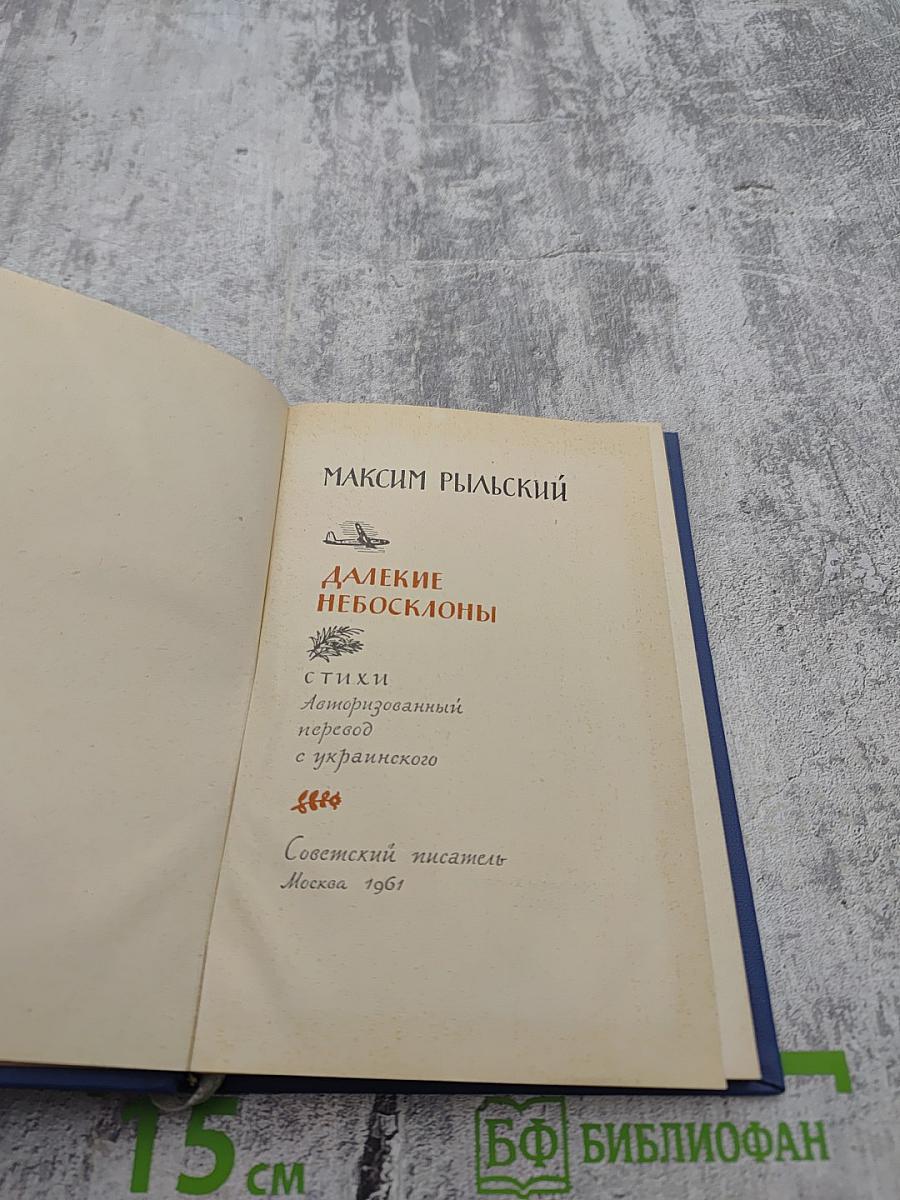 МАКСИМ РЫЛЬСКИЙ
ДАЛЕКИЕ
НЕБОСКЛОНЫ
СТИХИ
Авторизованный
перевод
с украинского
Советский писатель
Москва 1961
15 см
БФ БИБЛИОФАН